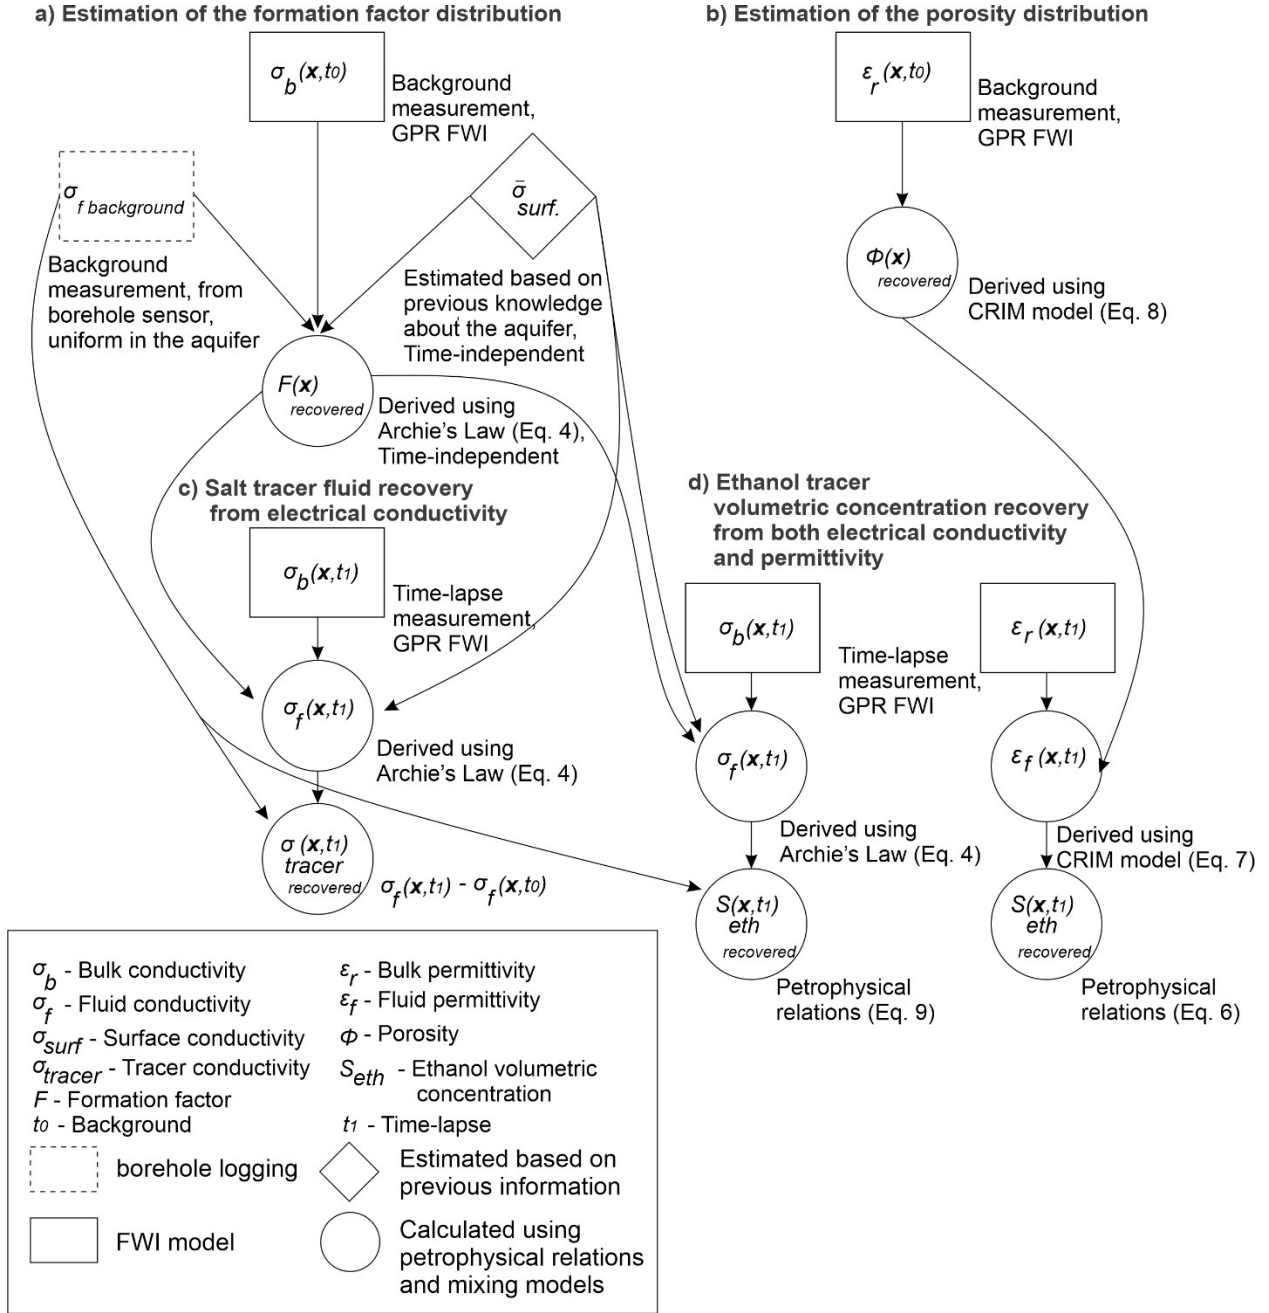 a) Estimation of the formation factor distribution
σb(x,t0)
Background
measurement,
GPR FWI
σf background
Background
measurement, from
borehole sensor,
uniform in the aquifer
σ̄surf.
Estimated based on
previous knowledge
about the aquifer,
Time-independent
F(x)
recovered
Derived using
Archie's Law (Eq. 4),
Time-independent
b) Estimation of the porosity distribution
εr(x,t0)
Background
measurement,
GPR FWI
Φ(x)
recovered
Derived using
CRIM model (Eq. 8)
c) Salt tracer fluid recovery
from electrical conductivity
σb(x,t1)
Time-lapse
measurement,
GPR FWI
σf(x,t1)
Derived using
Archie's Law (Eq. 4)
σ(x,t1)
tracer
recovered
σf(x,t1) - σf(x,t0)
d) Ethanol tracer
volumetric concentration recovery
from both electrical conductivity
and permittivity
σb(x,t1)
Time-lapse
measurement,
GPR FWI
εr(x,t1)
σf(x,t1)
Derived using
Archie's Law (Eq. 4)
εf(x,t1)
Derived using
CRIM model (Eq. 7)
S(x,t1)
eth
recovered
Petrophysical
relations (Eq. 9)
S(x,t1)
eth
recovered
Petrophysical
relations (Eq. 6)
σb - Bulk conductivity
σf - Fluid conductivity
σsurf - Surface conductivity
σtracer - Tracer conductivity
F - Formation factor
t0 - Background
εr - Bulk permittivity
εf - Fluid permittivity
Φ - Porosity
Seth - Ethanol volumetric
concentration
t1 - Time-lapse
borehole logging
Estimated based on
previous information
FWI model
Calculated using
petrophysical relations
and mixing models